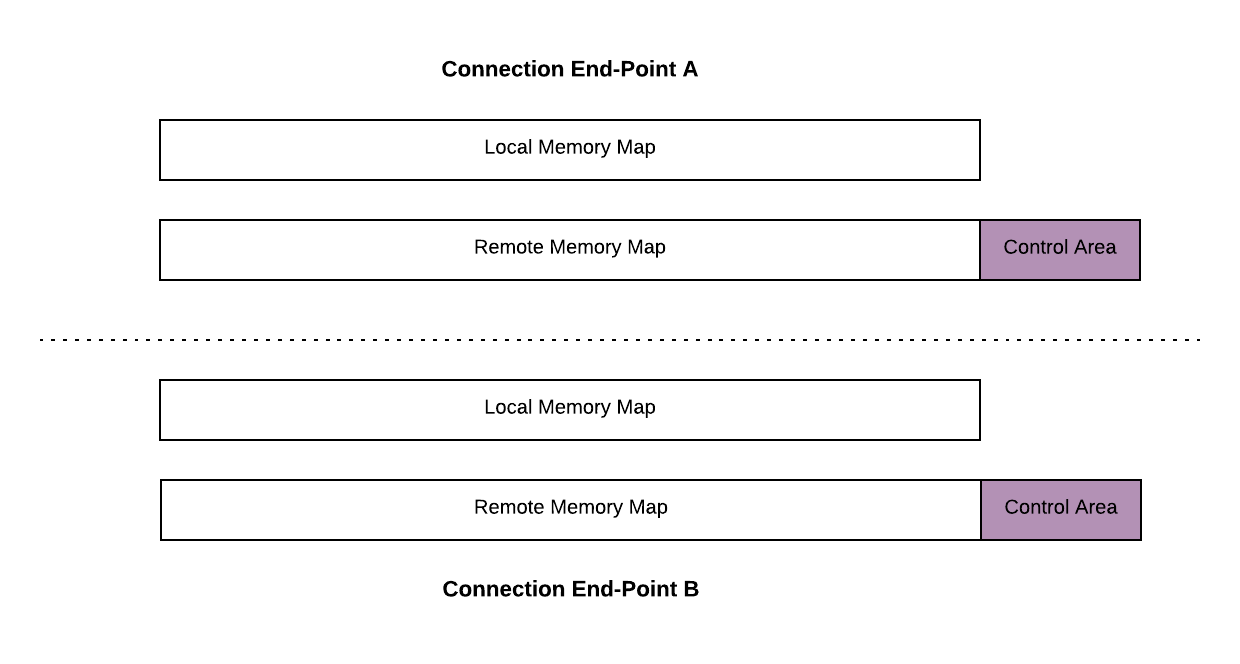 Connection End-Point A
Local Memory Map
Remote Memory Map
Control Area
Local Memory Map
Remote Memory Map
Control Area
Connection End-Point B